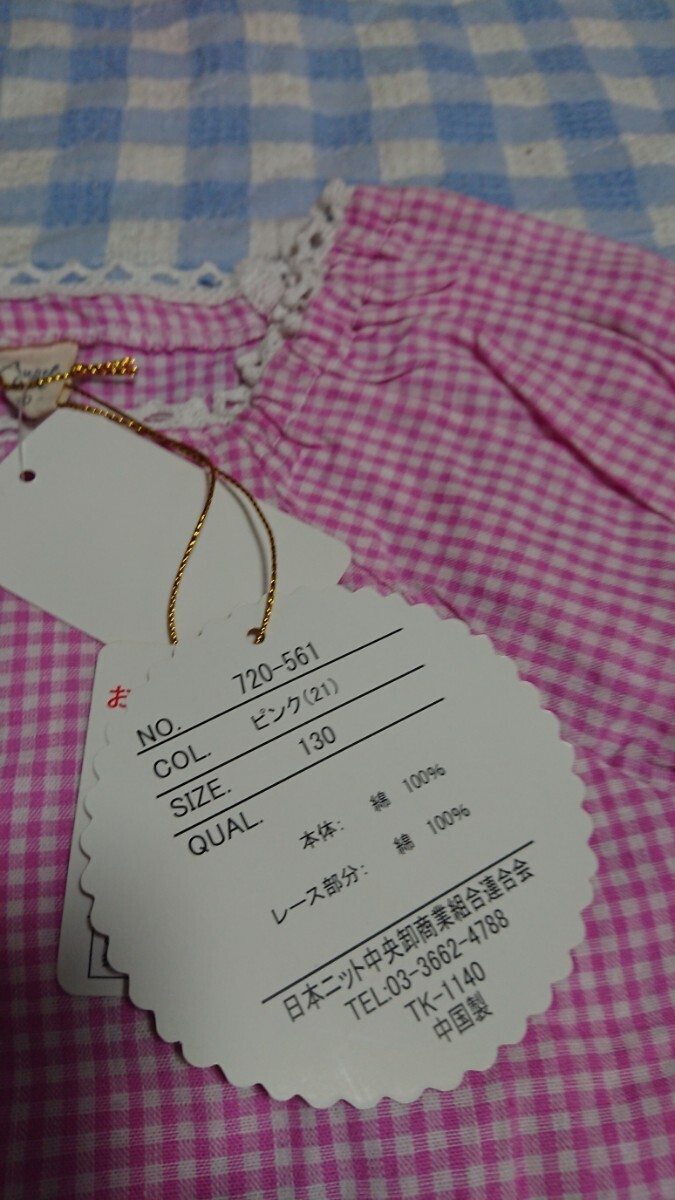 お
NO. 720-561
COL. ピンク(21)
SIZE. 130
QUAL.
本体: 綿 100%
レース部分: 綿 100%
日本ニット中央卸商業組合連合会
TEL:03-3662-4788
TK-1140
中国製